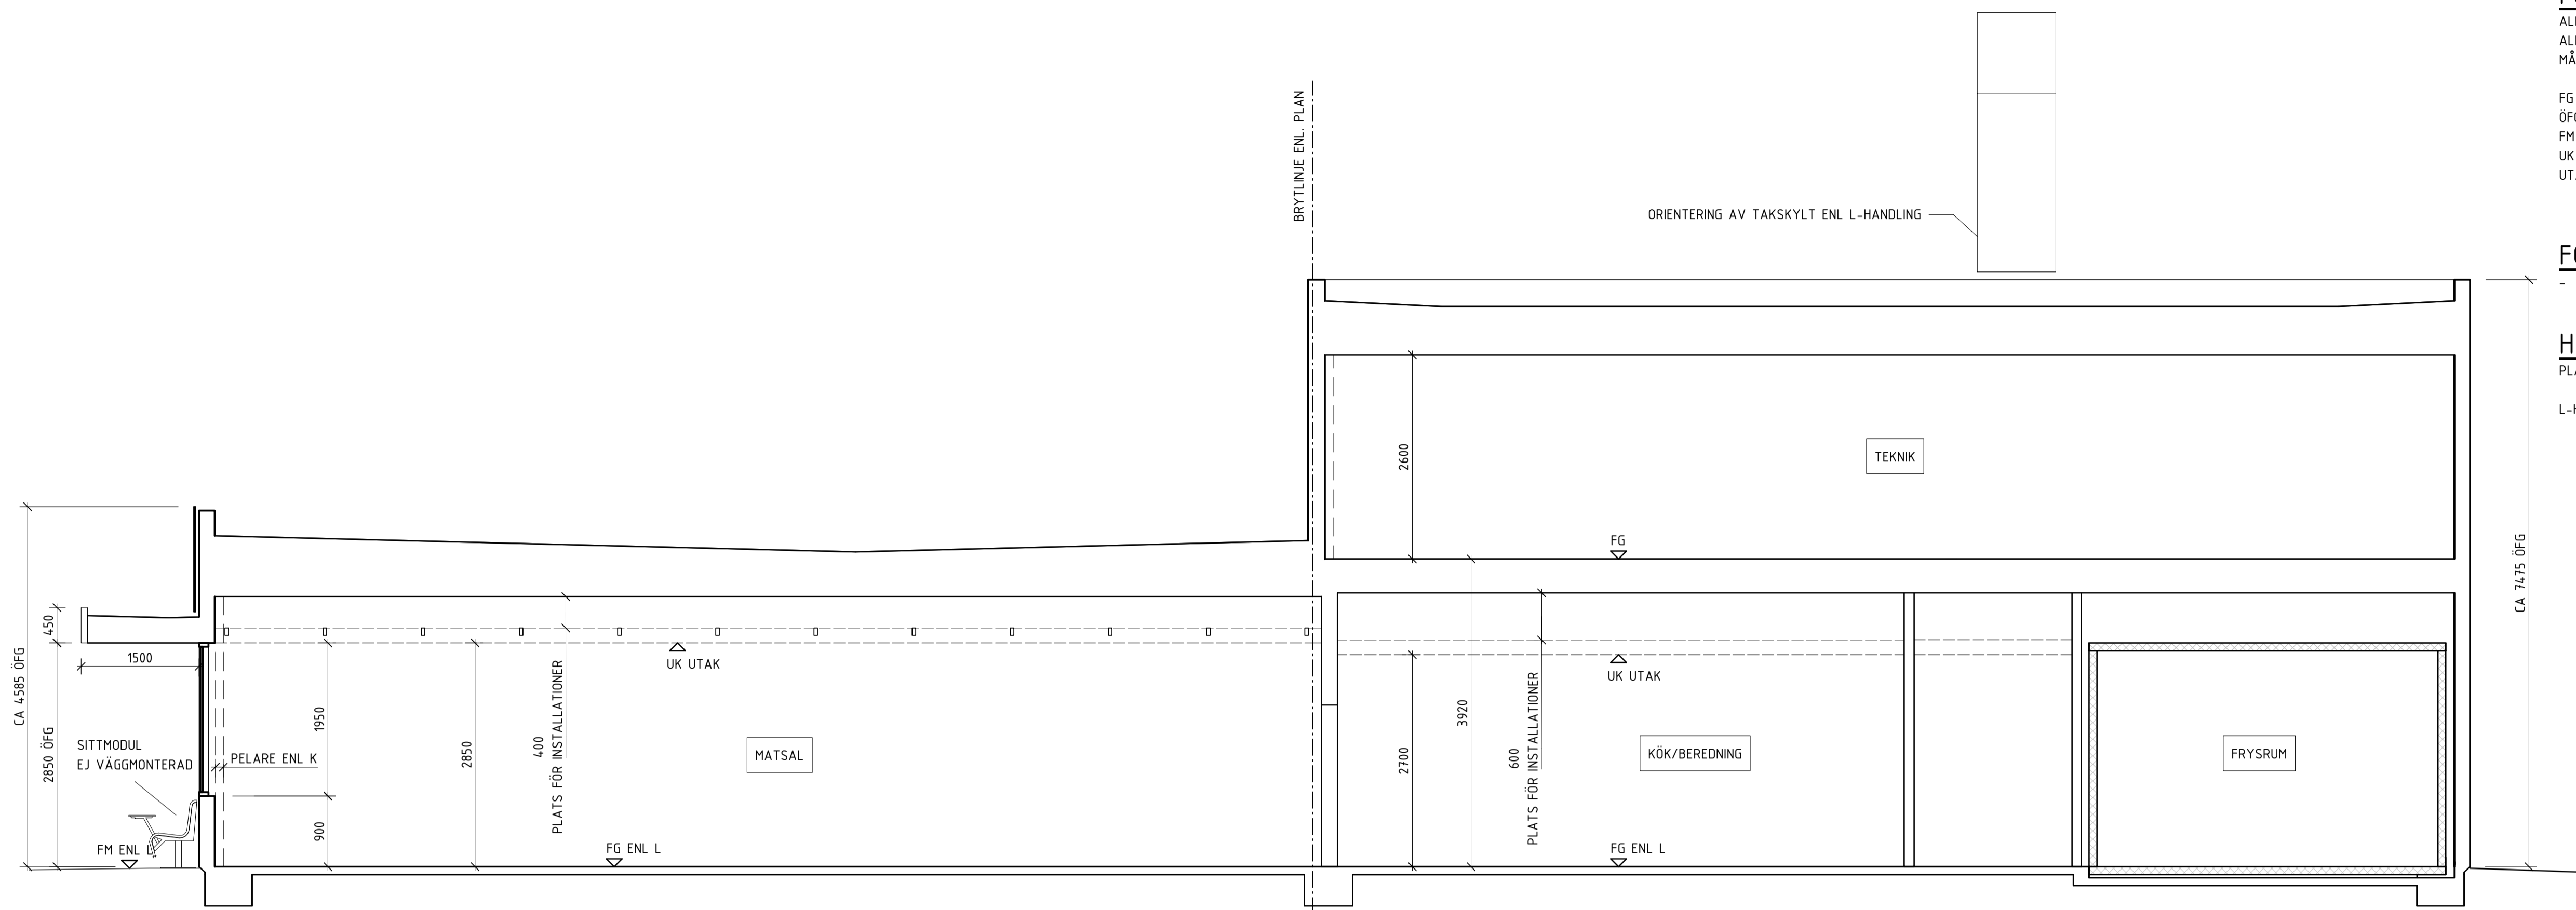 BRYTLINJE ENL. PLAN
ORIENTERING AV TAKSKYLT ENL L-HANDLING
FG
UK
-
CA 4585 ÖFG
450
1500
2850 ÖFG
SITTMODUL
EJ VÄGGMONTERAD
FM ENL L
PELARE ENL K
1950
900
2850
400
PLATS FÖR INSTALLATIONER
UK UTAK
MATSAL
FG ENL L
2600
TEKNIK
FG
3920
2700
600
PLATS FÖR INSTALLATIONER
UK UTAK
KÖK/BEREDNING
FG ENL L
FRYSRUM
CA 7475 ÖFG